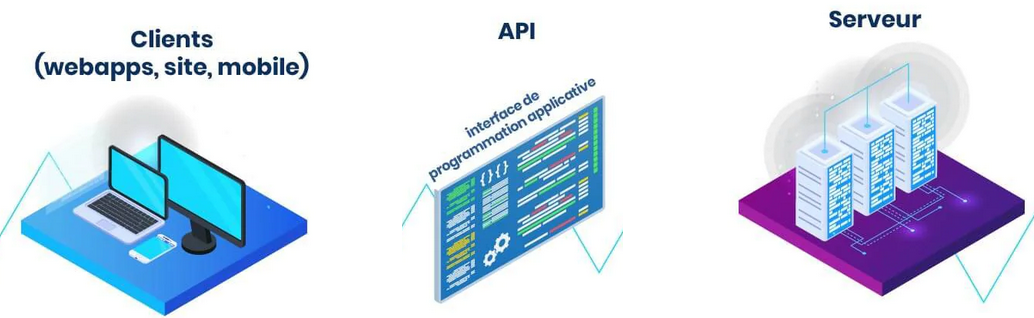 Clients
(webapps, site, mobile)
API
interface de
programmation applicative
Serveur